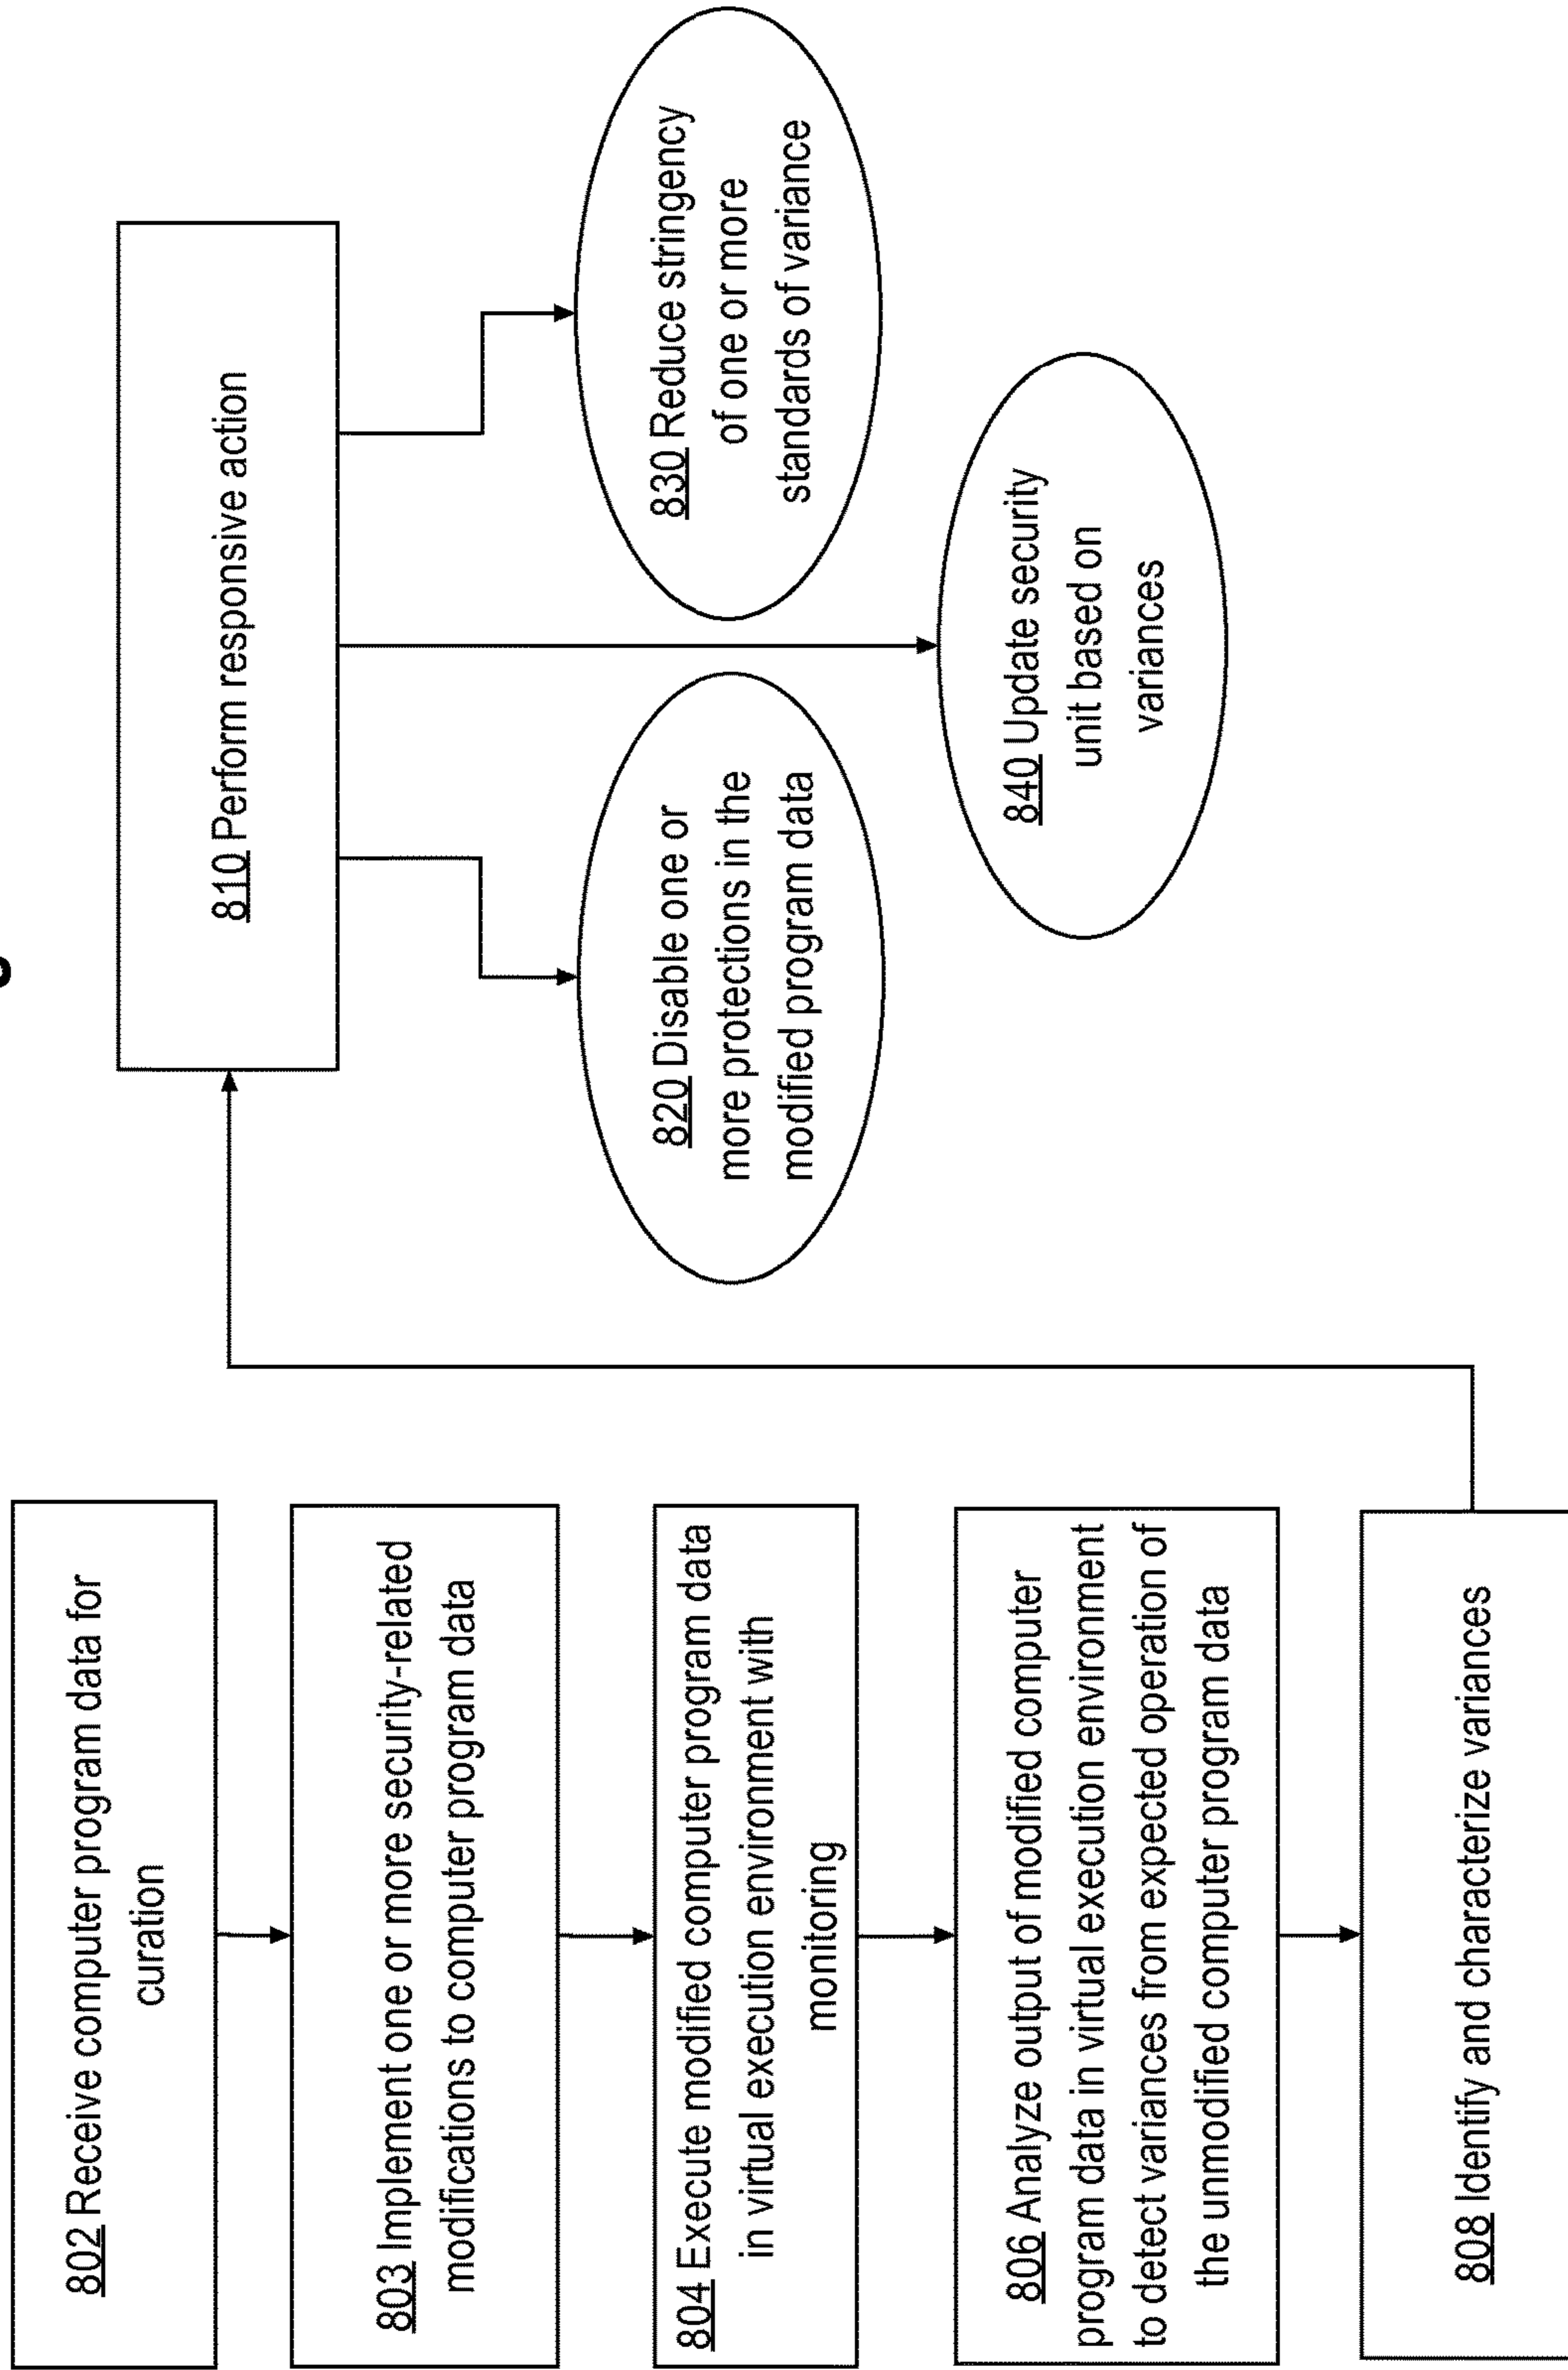 802 Receive computer program data for
curation
803 Implement one or more security-related
modifications to computer program data
804 Execute modified computer program data
in virtual execution environment with
monitoring
806 Analyze output of modified computer
program data in virtual execution environment
to detect variances from expected operation of
the unmodified computer program data
808 Identify and characterize variances
810 Perform responsive action
820 Disable one or
more protections in the
modified program data
830 Reduce stringency
of one or more
standards of variance
840 Update security
unit based on
variances